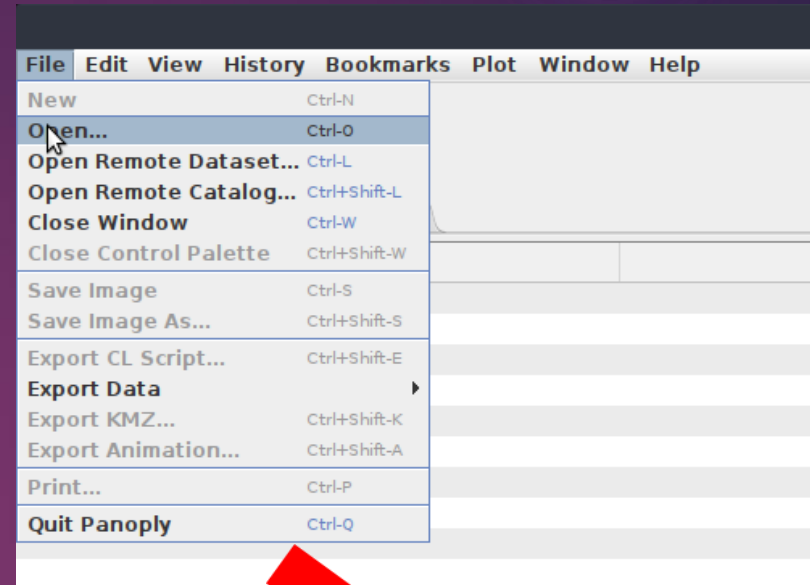 File Edit View History Bookmarks Plot Window Help
New Ctrl-N
Open... Ctrl-O
Open Remote Dataset... Ctrl-L
Open Remote Catalog... Ctrl+Shift-L
Close Window Ctrl-W
Close Control Palette Ctrl+Shift-W
Save Image Ctrl-S
Save Image As... Ctrl+Shift-S
Export CL Script... Ctrl+Shift-E
Export Data
Export KMZ... Ctrl+Shift-K
Export Animation... Ctrl+Shift-A
Print... Ctrl-P
Quit Panoply Ctrl-Q